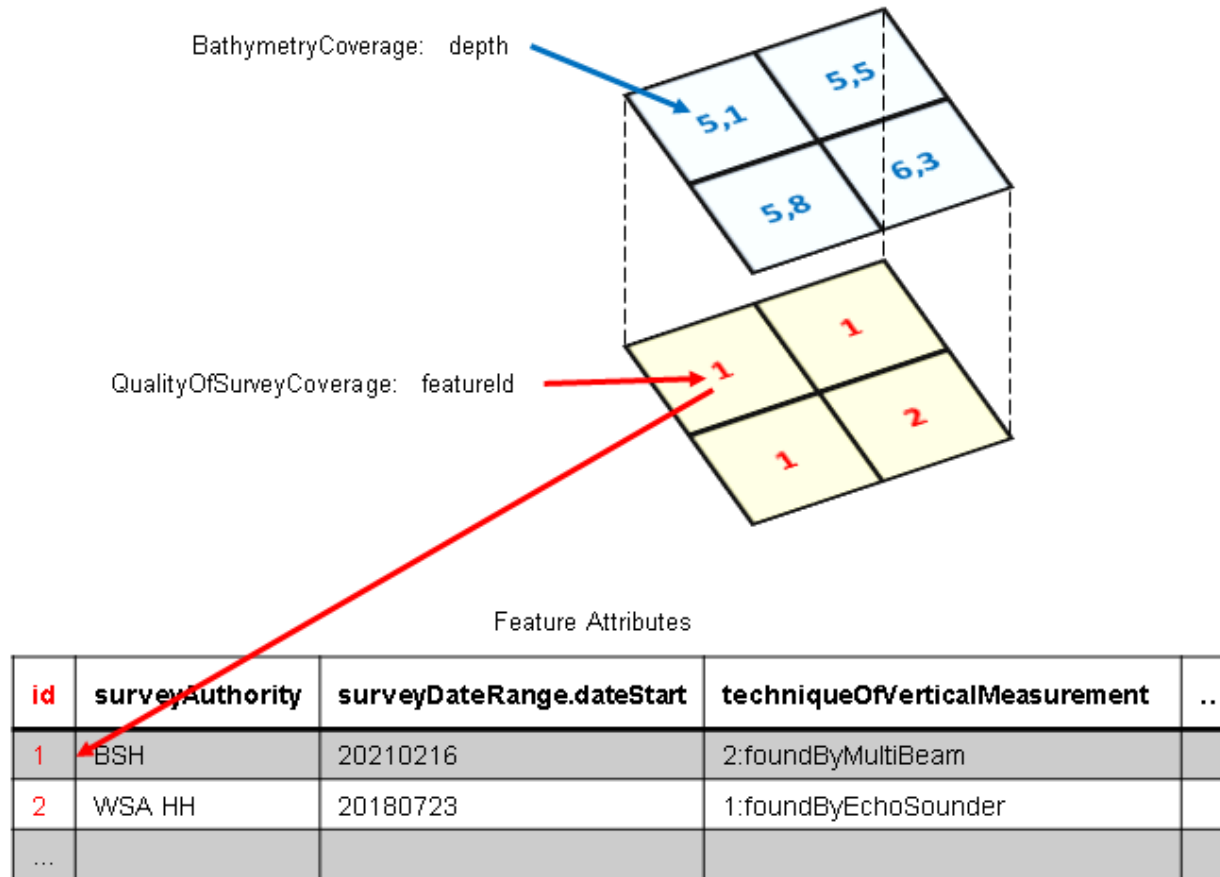 BathymetryCoverage: depth
5,5
5,1
6,3
5,8
QualityOfSurveyCoverage: featureId
1
1
2
1
Feature Attributes
id surveyAuthority surveyDateRange.dateStart techniqueOfVerticalMeasurement ..
1 BSH 20210216 2:foundByMultiBeam
2 WSA HH 20180723 1:foundByEchoSounder
...